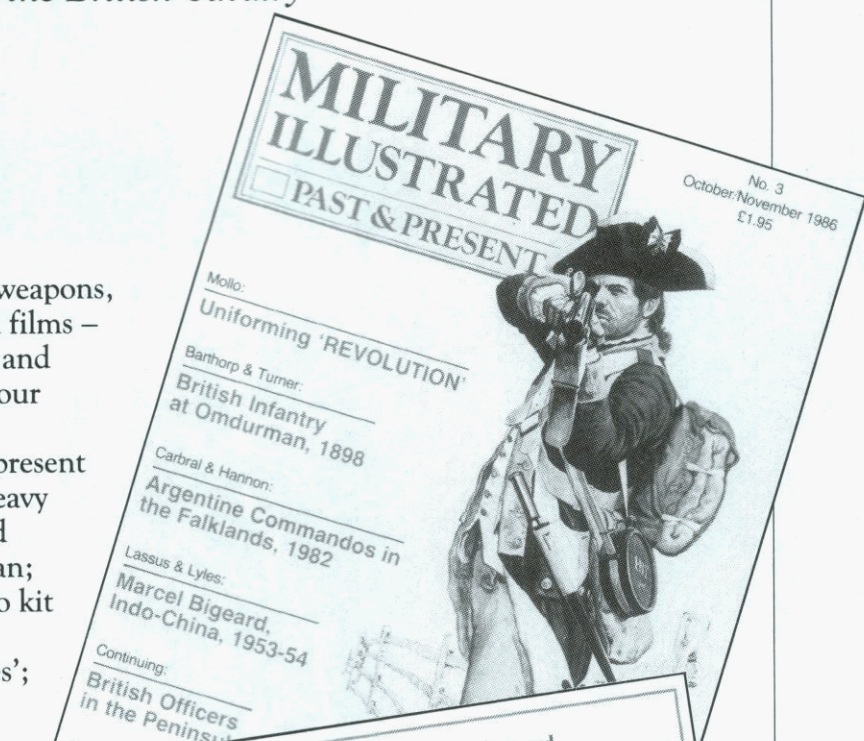 the British Cavalry
weapons,
films –
and
our
present
eavy
d
an;
o kit
es';
MILITARY
ILLUSTRATED
PAST & PRESENT
No. 3
October/November 1986
£1.95
Mollo:
Uniforming 'REVOLUTION'
Barthorp & Turner:
British Infantry
at Omdurman, 1898
Carbral & Hannon:
Argentine Commandos in
the Falklands, 1982
Lassus & Lyles:
Marcel Bigeard,
Indo-China, 1953-54
Continuing:
British Officers
in the Peninsul